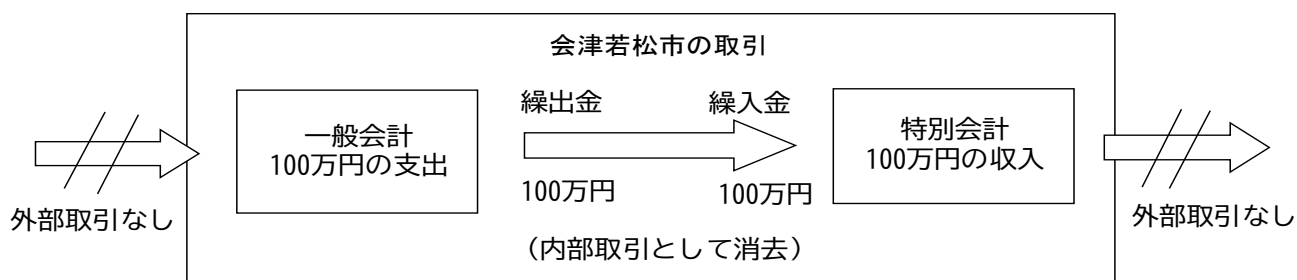 会津若松市の取引
繰出金
繰入金
一般会計
100万円の支出
特別会計
100万円の収入
100万円
100万円
外部取引なし
外部取引なし
（内部取引として消去）